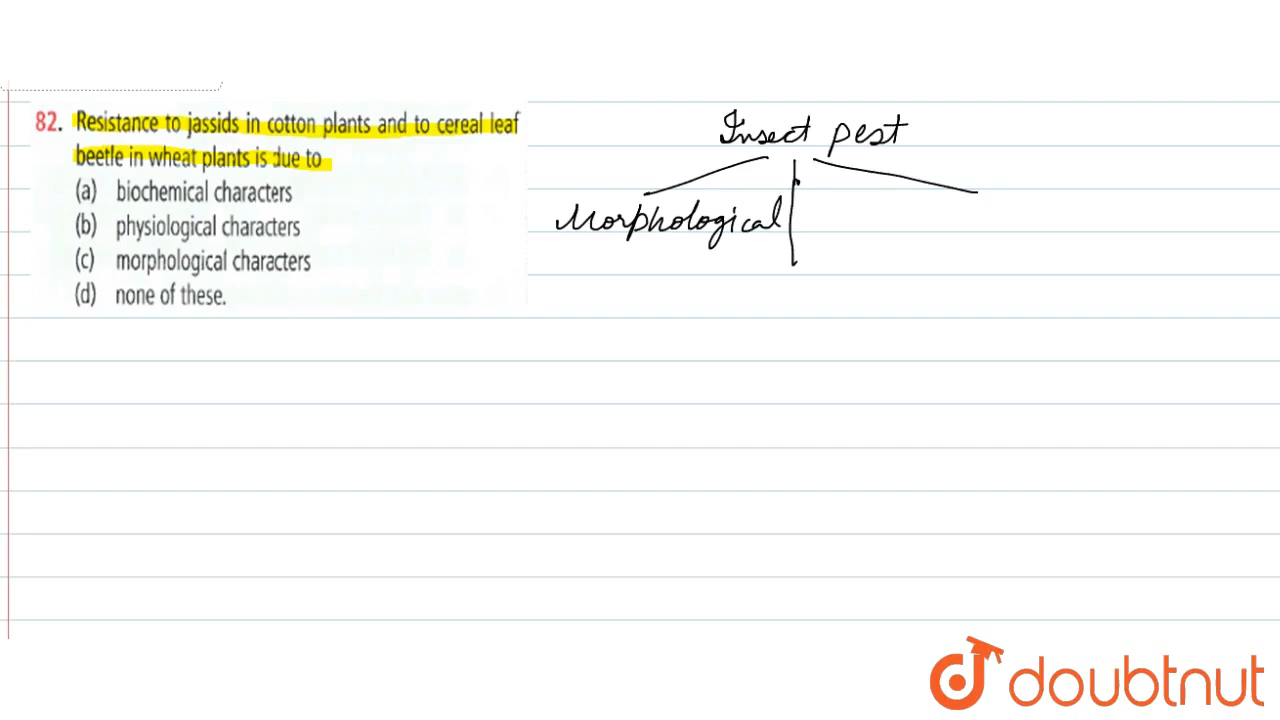 82. Resistance to jassids in cotton plants and to cereal leaf
beetle in wheat plants is due to
(a) biochemical characters
(b) physiological characters
(c) morphological characters
(d) none of these.
Insect pest
Morphological
doubtnut